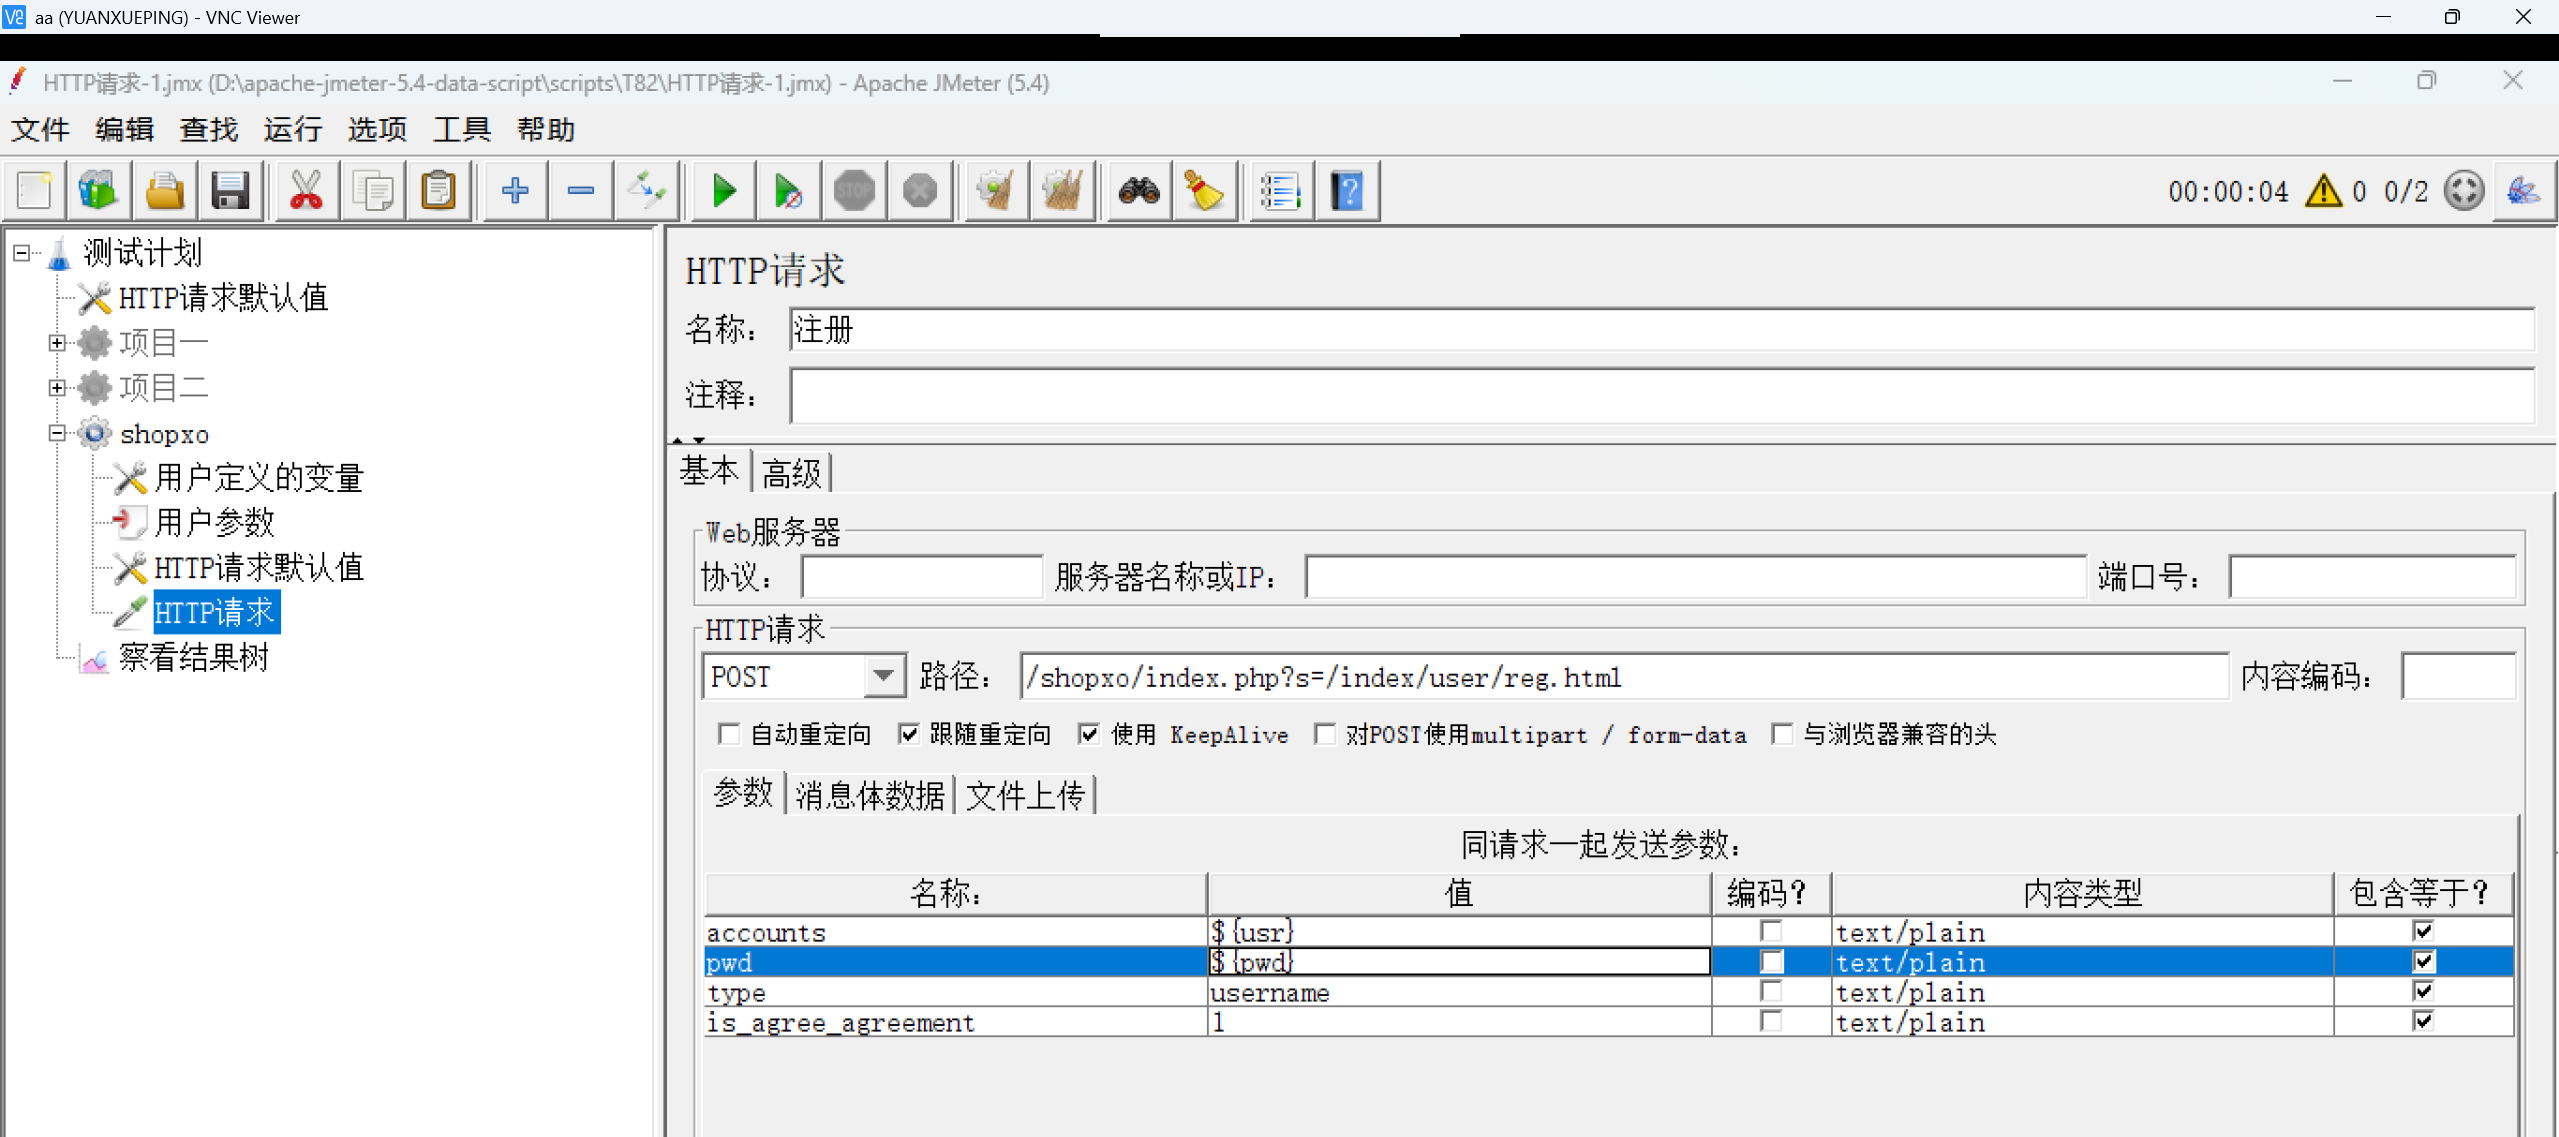 aa (YUANXUEPING) - VNC Viewer
HTTP请求-1.jmx (D:\apache-jmeter-5.4-data-script\scripts\T82\HTTP请求-1.jmx) - Apache JMeter (5.4)
文件 编辑 查找 运行 选项 工具 帮助
STOP
00:00:04 0 0/2
测试计划
HTTP请求默认值
项目一
项目二
shopxo
用户定义的变量
用户参数
HTTP请求默认值
HTTP请求
察看结果树
HTTP请求
名称： 注册
注释：
基本 高级
Web服务器
协议： 服务器名称或IP： 端口号：
HTTP请求
POST 路径： /shopxo/index.php?s=/index/user/reg.html 内容编码：
自动重定向 跟随重定向 使用 KeepAlive 对POST使用multipart / form-data 与浏览器兼容的头
参数 消息体数据 文件上传
同请求一起发送参数：
名称： 值 编码？ 内容类型 包含等于？
accounts ${usr} text/plain
pwd ${pwd} text/plain
type username text/plain
is_agree_agreement 1 text/plain